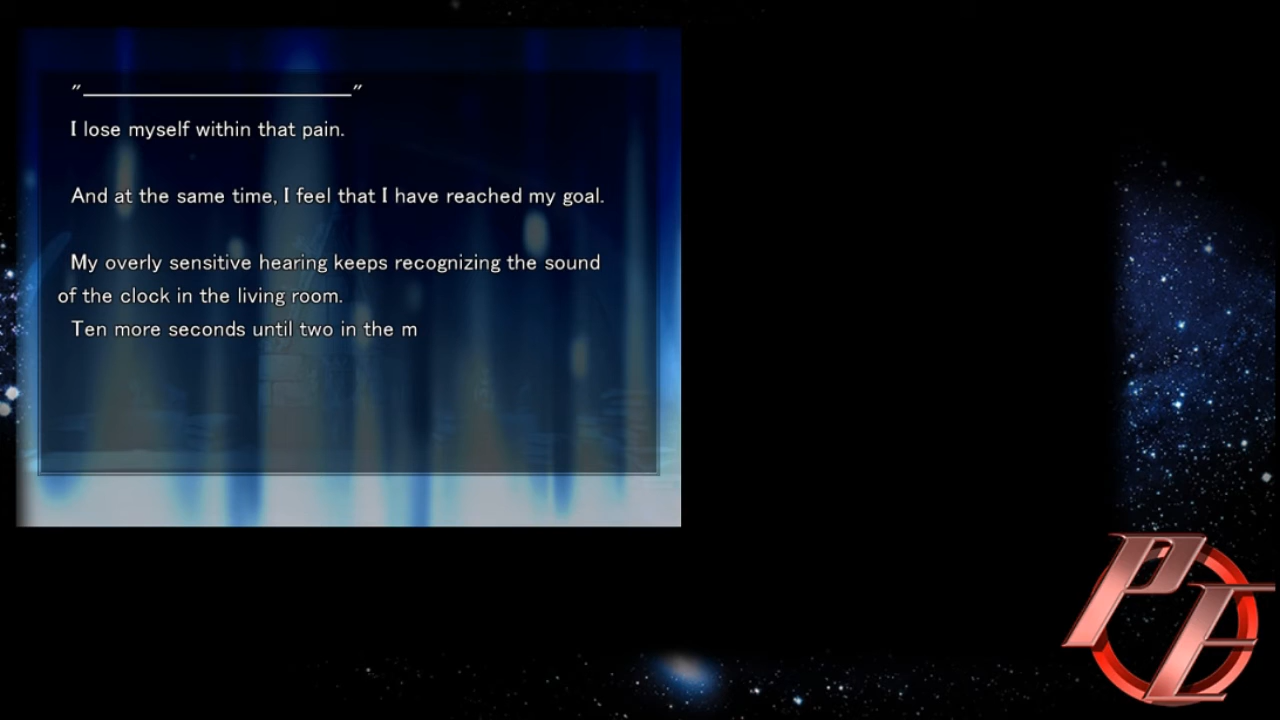 "____________________"
I lose myself within that pain.
And at the same time, I feel that I have reached my goal.
My overly sensitive hearing keeps recognizing the sound
of the clock in the living room.
Ten more seconds until two in the m
PE